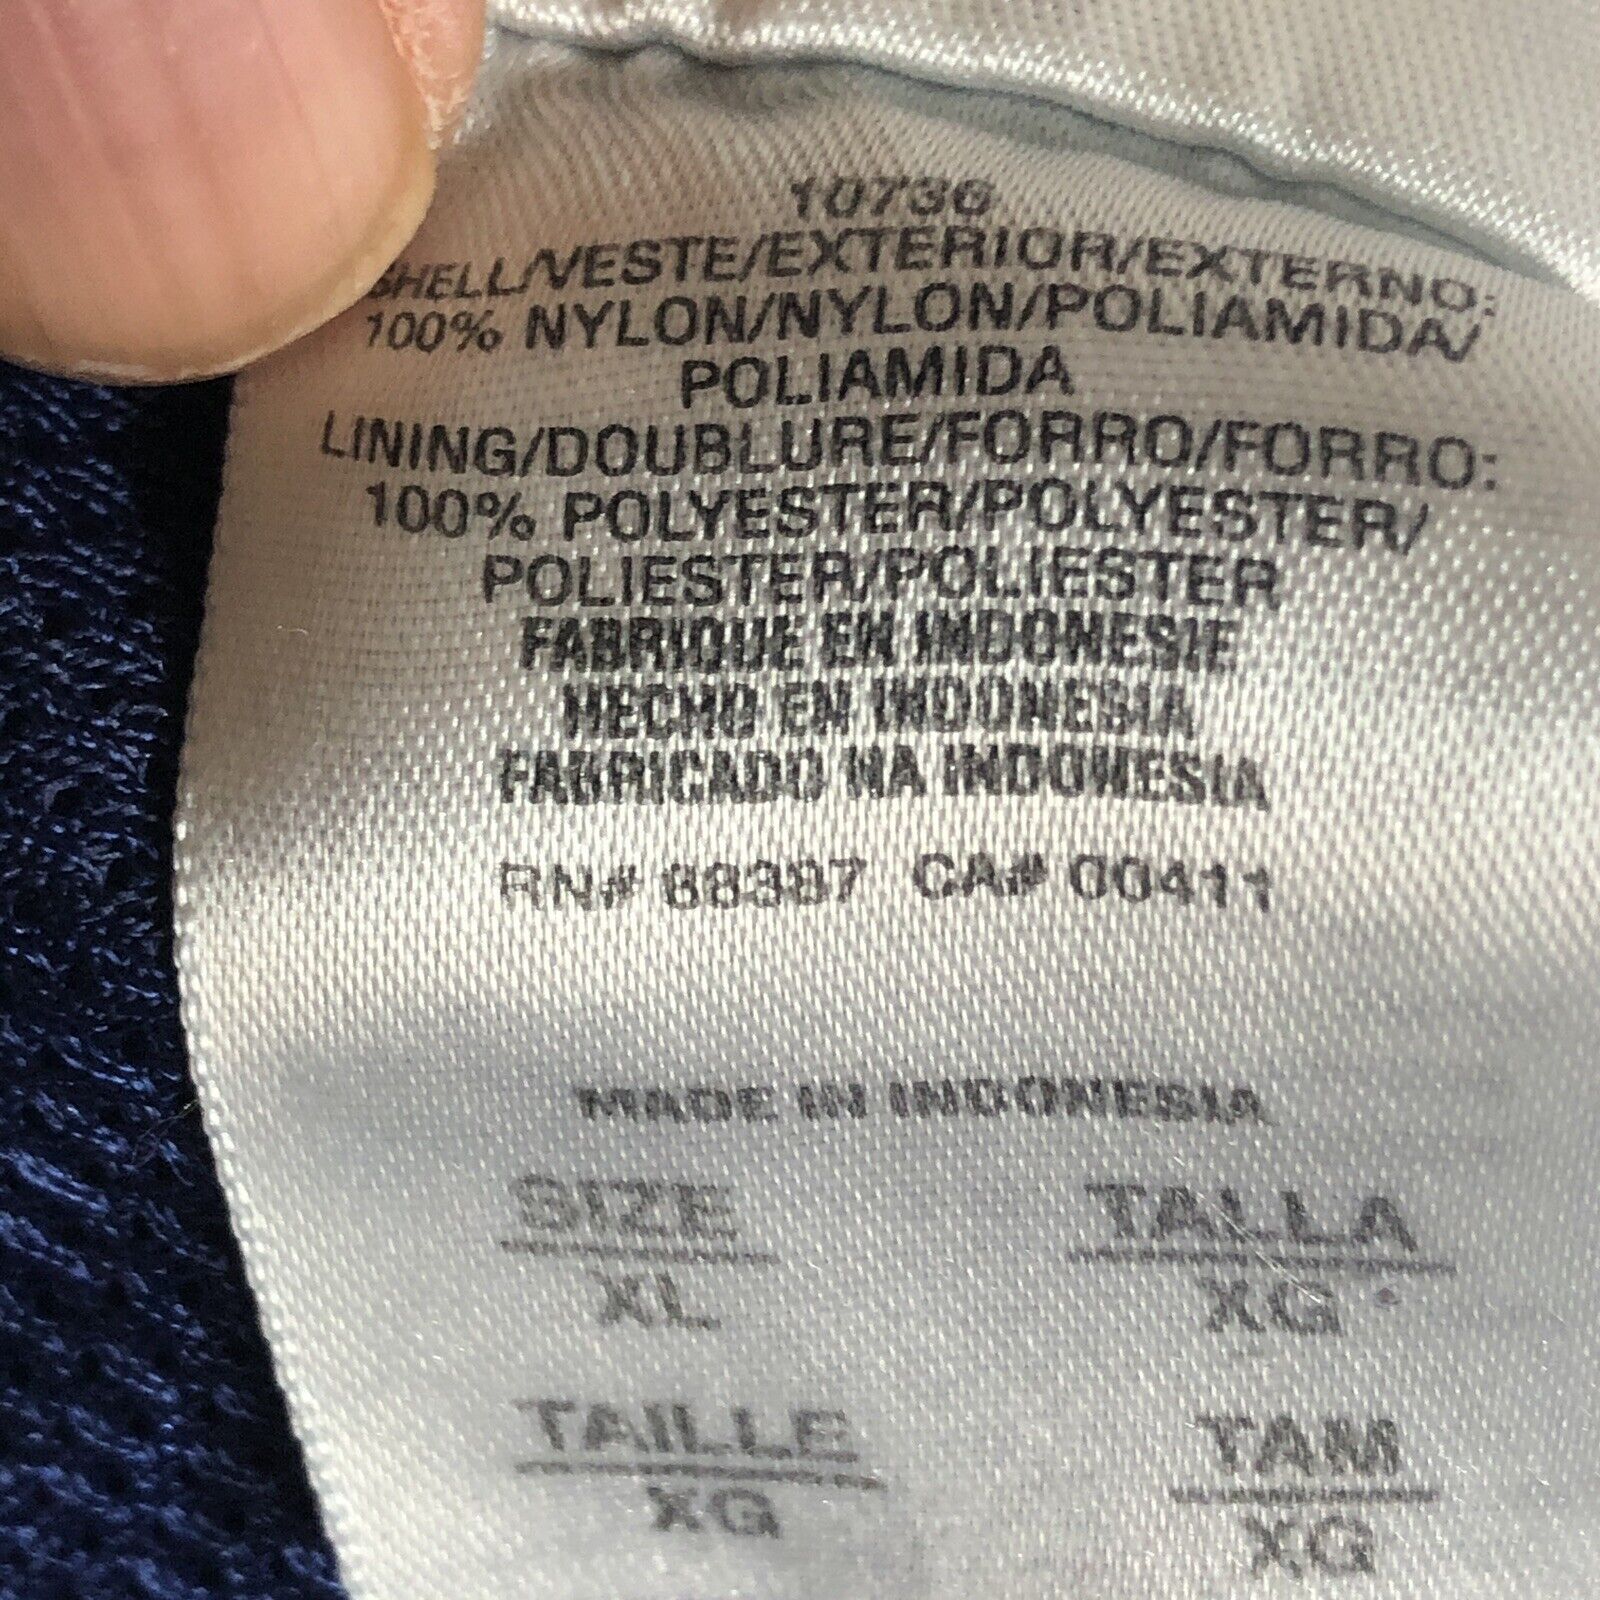 10736
SHELL/VESTE/EXTERIOR/EXTERNO:
100% NYLON/NYLON/POLIAMIDA/
POLIAMIDA
LINING/DOUBLURE/FORRO/FORRO:
100% POLYESTER/POLYESTER/
POLIESTER/POLIESTER
FABRIQUE EN INDONESIE
HECHO EN INDONESIA
FABRICADO NA INDONESIA
RN# 88387 CA# 00411
MADE IN INDONESIA
SIZE TALLA
XL XG
TAILLE TAM
XG XG